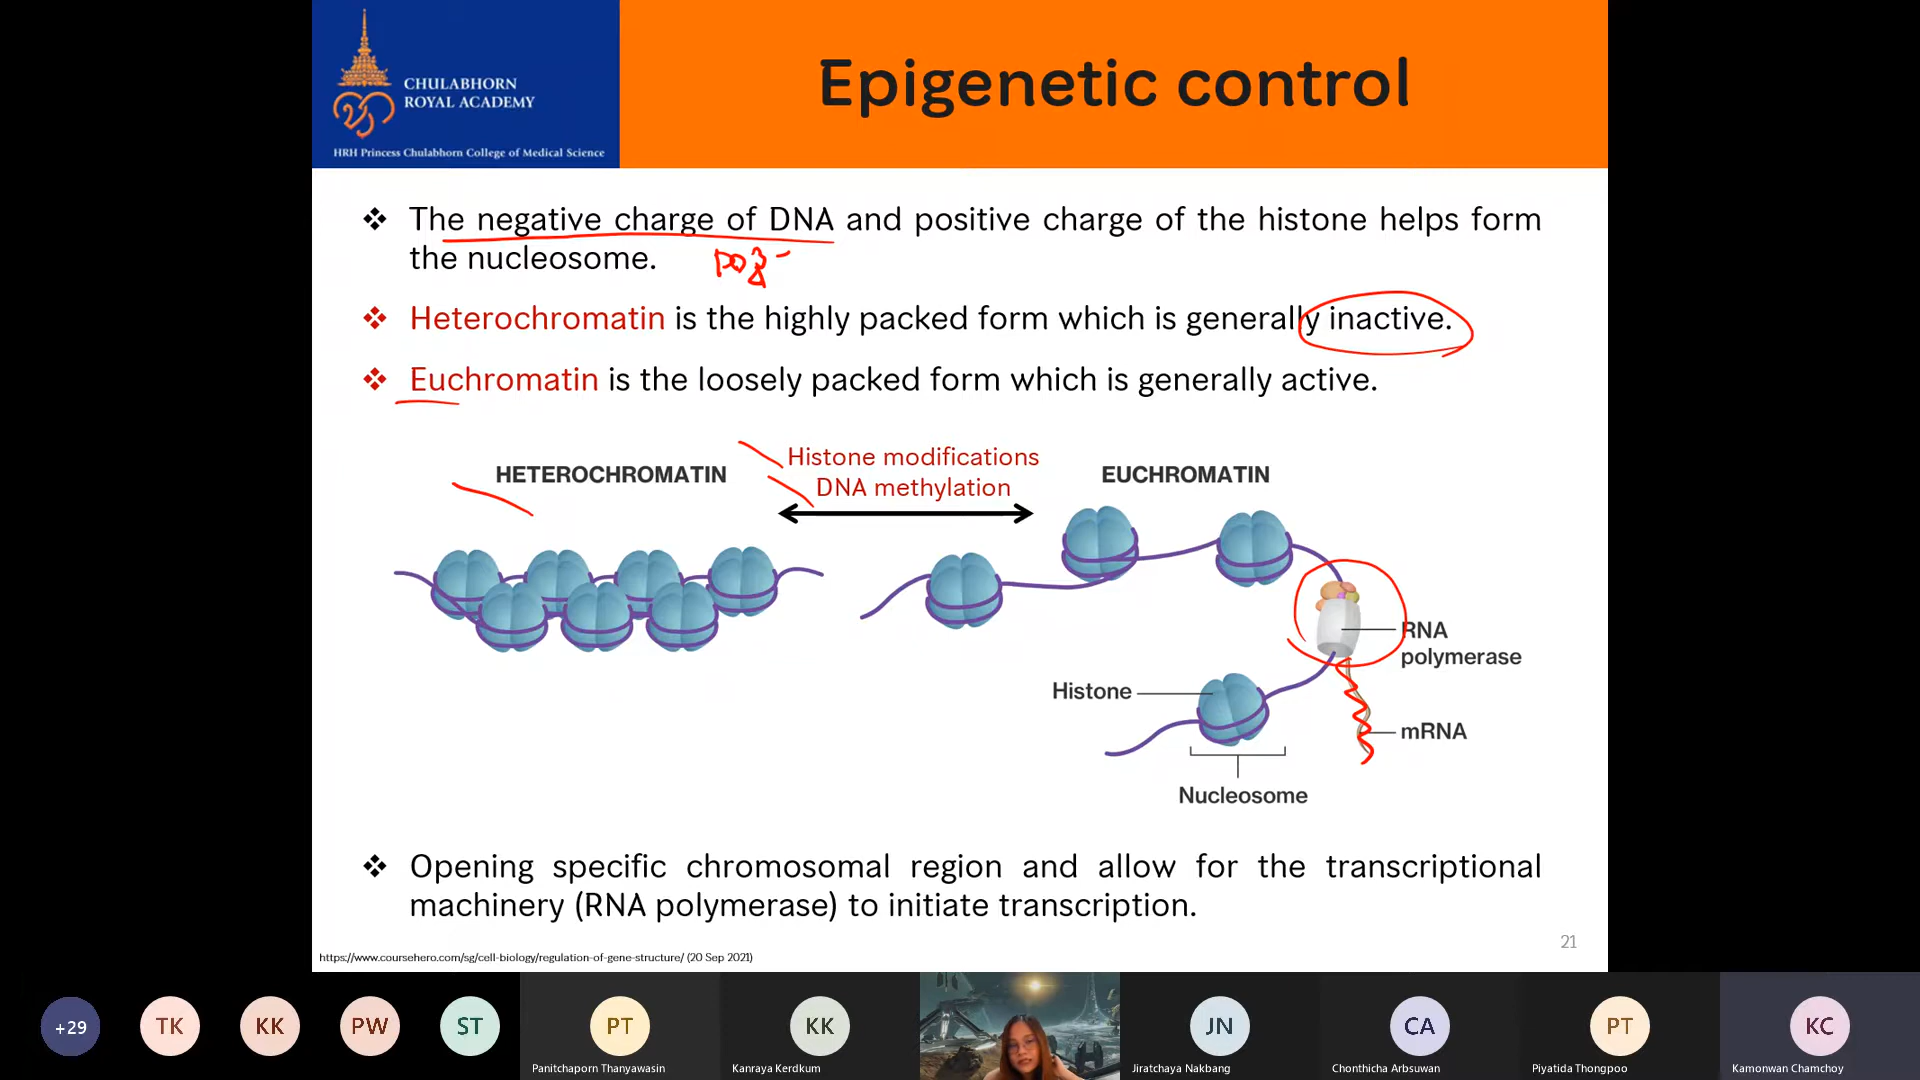 CHULABHORN
ROYAL ACADEMY
HRH Princess Chulabhorn College of Medical Science
Epigenetic control
❖ The negative charge of DNA and positive charge of the histone helps form
the nucleosome.
❖ Heterochromatin is the highly packed form which is generally inactive.
❖ Euchromatin is the loosely packed form which is generally active.
HETEROCHROMATIN
Histone modifications
DNA methylation
EUCHROMATIN
RNA
polymerase
Histone
mRNA
Nucleosome
❖ Opening specific chromosomal region and allow for the transcriptional
machinery (RNA polymerase) to initiate transcription.
21
https://www.coursehero.com/sg/cell-biology/regulation-of-gene-structure/ (20 Sep 2021)
+29 TK KK PW ST PT KK JN CA PT KC
Panitchaporn Thanyawasin Kanraya Kerdkum Jiratchaya Nakbang Chonthicha Arbsuwan Piyatida Thongpoo Kamonwan Chamchoy